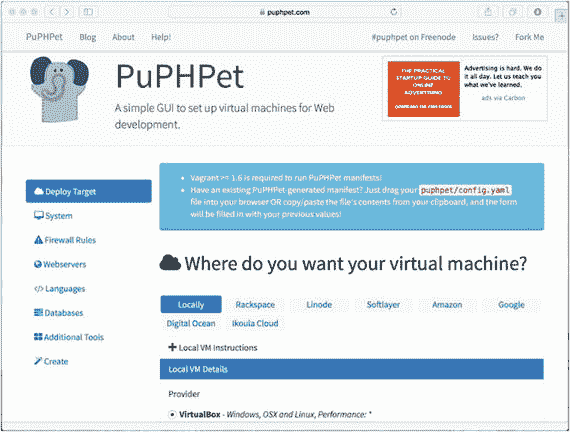 puphpet.com
PuPHPet Blog About Help! #puphpet on Freenode Issues? Fork Me
PuPHPet
A simple GUI to set up virtual machines for Web
development.
THE PRACTICAL
STARTUP GUIDE TO
ONLINE
ADVERTISING
Advertising is hard. We do
it all day. Let us teach you
what we've learned.
ads via Carbon
Deploy Target
System
Firewall Rules
Webservers
Languages
Databases
Additional Tools
Create
• Vagrant >= 1.6 is required to run PuPHPet manifests!
• Have an existing PuPHPet-generated manifest? Just drag your puphpet/config.yaml
file into your browser OR copy/paste the file's contents from your clipboard, and the form
will be filled in with your previous values!
Where do you want your virtual machine?
Locally Rackspace Linode Softlayer Amazon Google
Digital Ocean Ikoula Cloud
+ Local VM Instructions
Local VM Details
Provider
VirtualBox - Windows, OSX and Linux, Performance: *